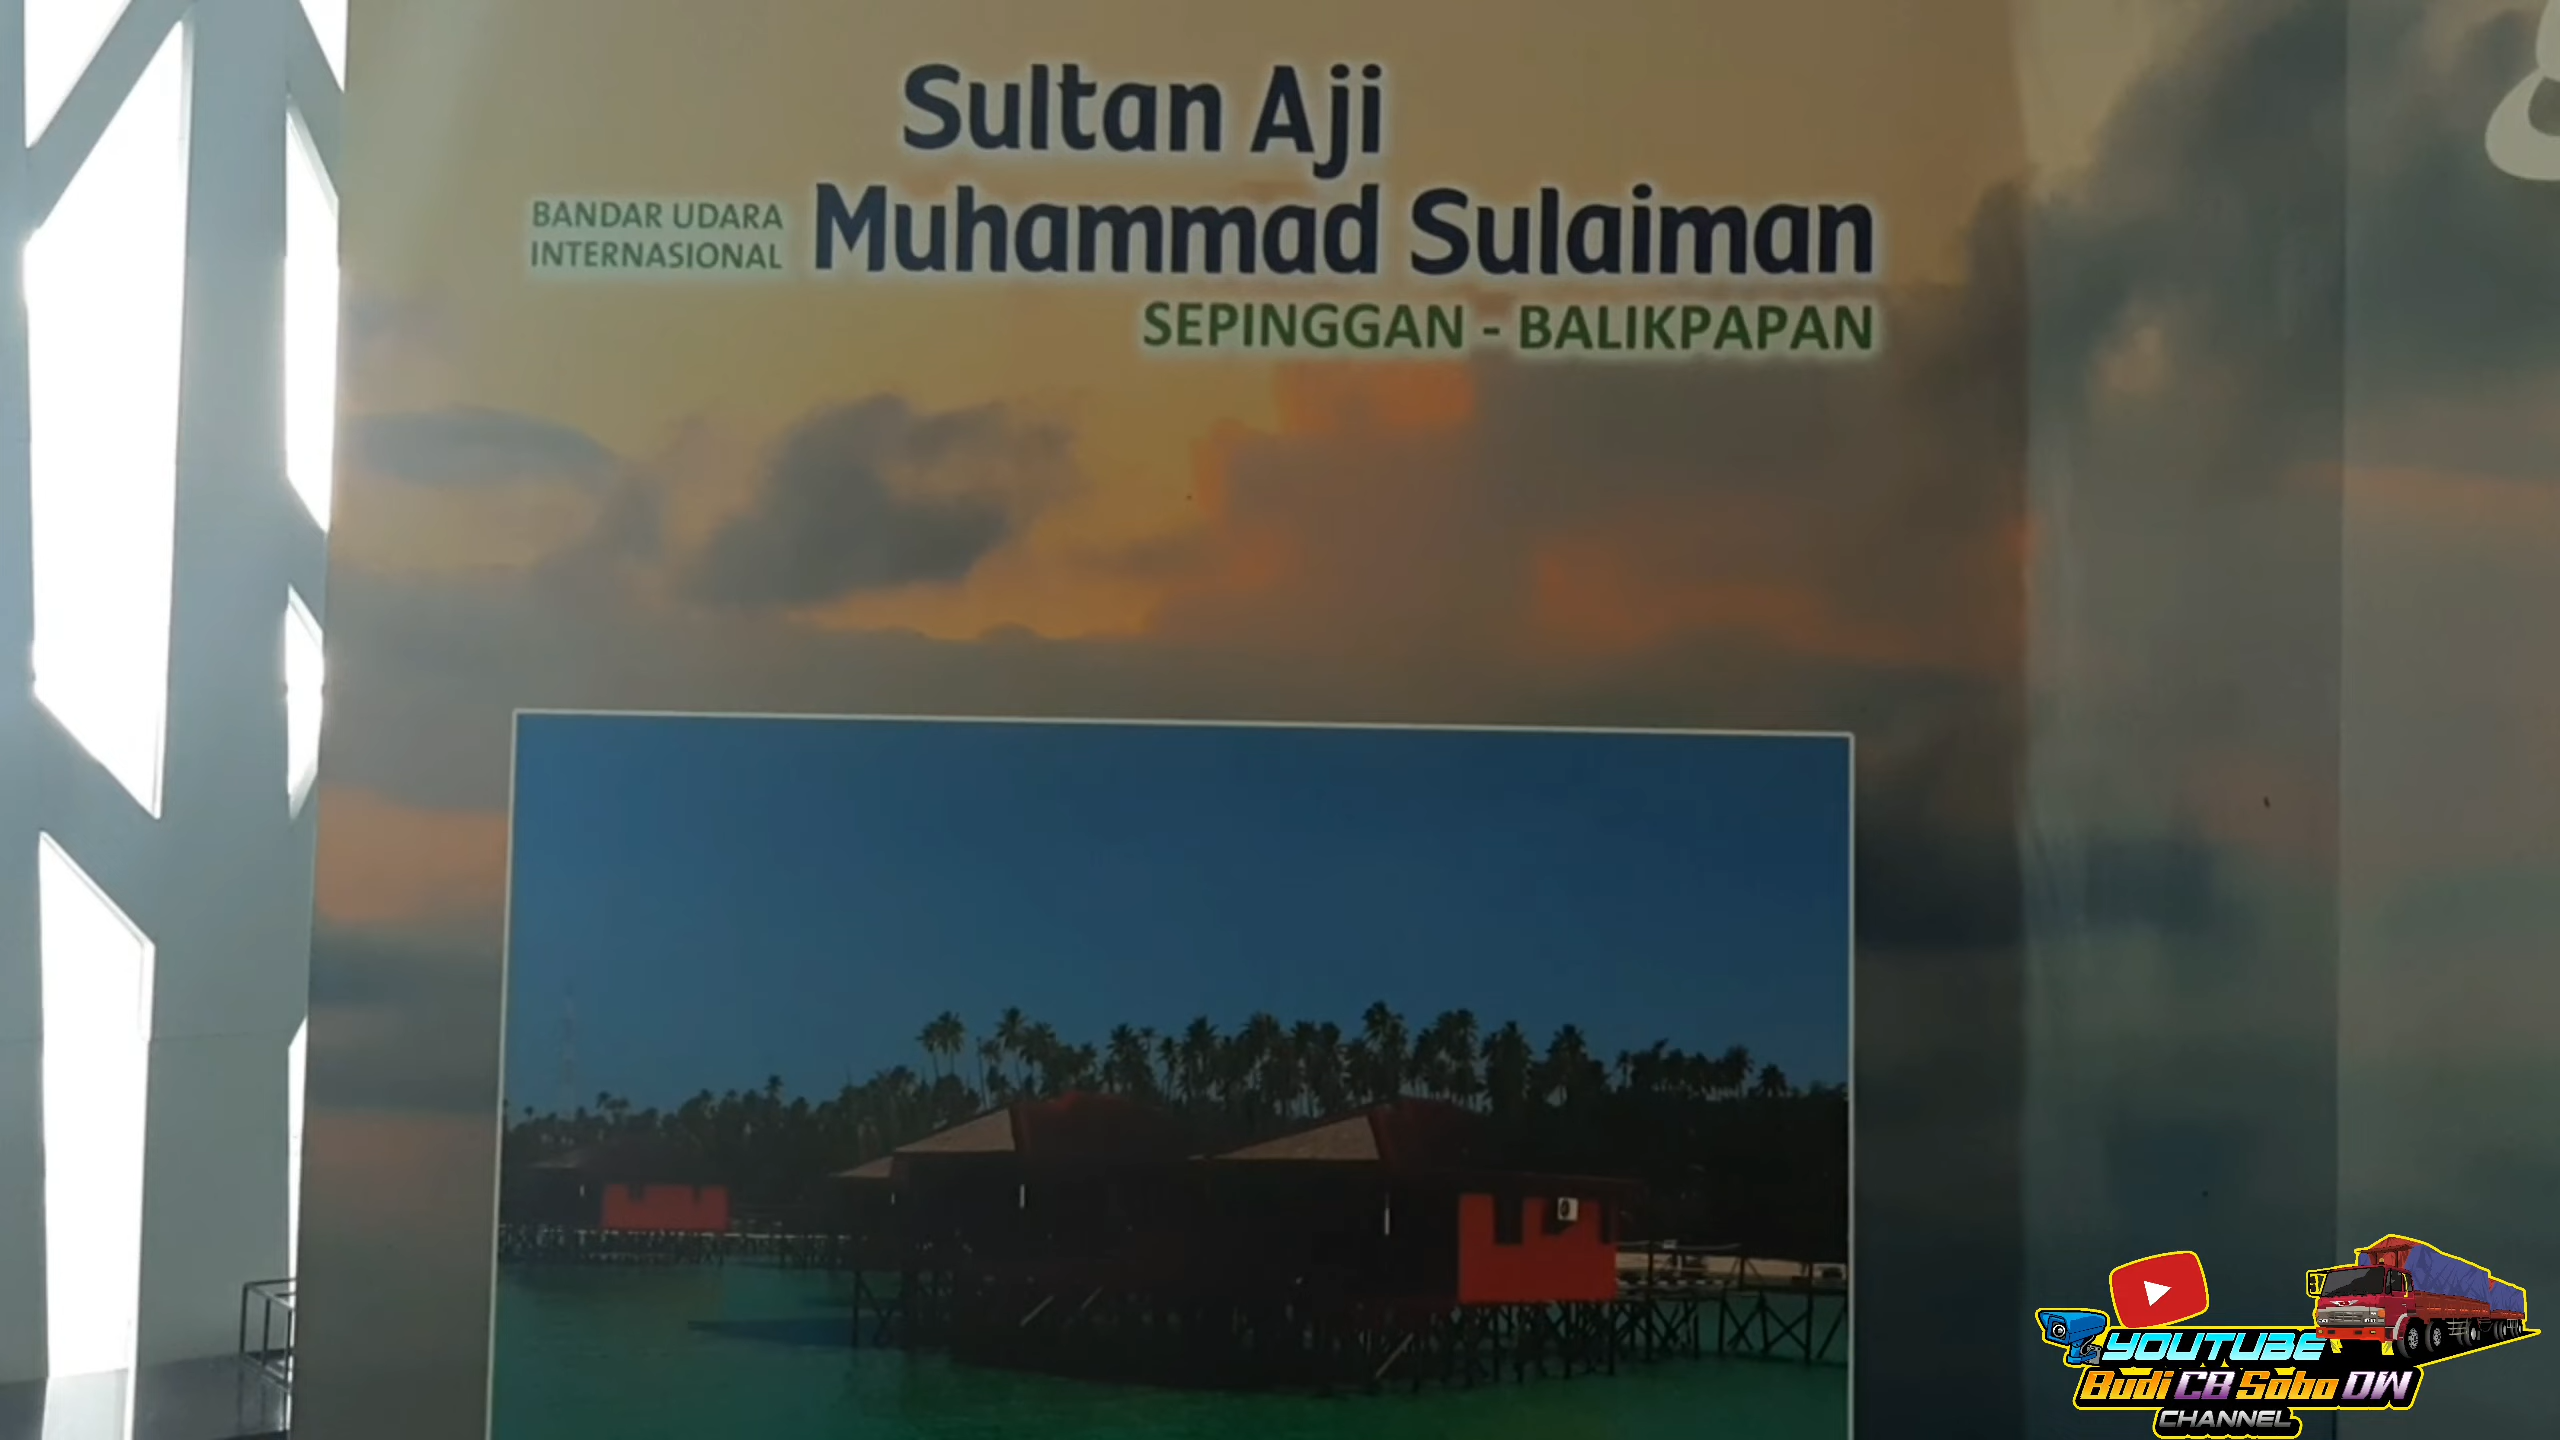 Sultan Aji
BANDAR UDARA
INTERNASIONAL
Muhammad Sulaiman
SEPINGGAN - BALIKPAPAN
YOUTUBE
Budi CB Sobo DW
CHANNEL